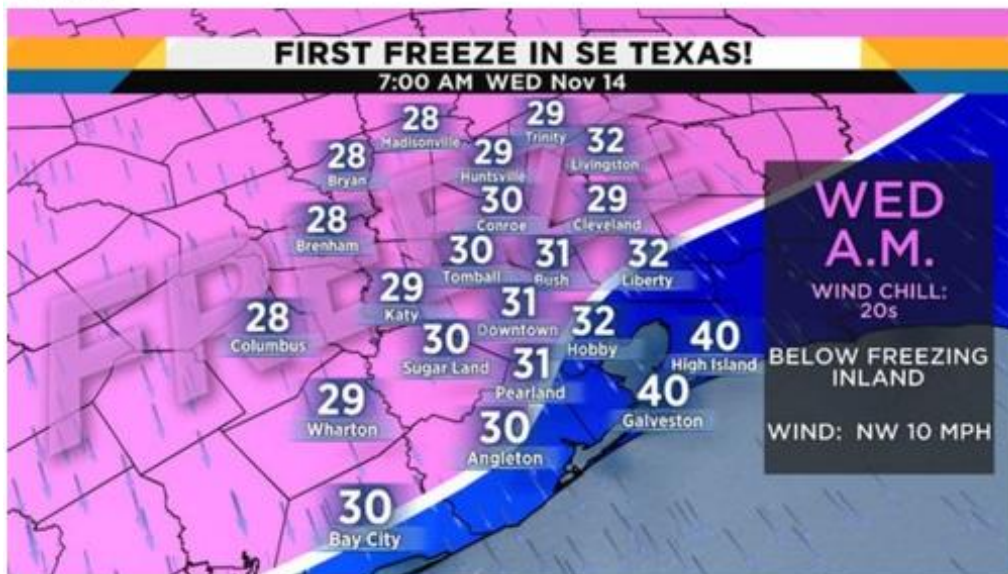 FIRST FREEZE IN SE TEXAS!
7:00 AM WED Nov 14
28
Madisonville
29
Trinity
32
Livingston
28
Bryan
29
Huntsville
30
Conroe
29
Cleveland
28
Brenham
30
Tomball
31
Bush
32
Liberty
FREEZE
29
Katy
31
Downtown
28
Columbus
30
Sugar Land
32
Hobby
40
High Island
31
Pearland
29
Wharton
40
Galveston
30
Angleton
30
Bay City
WED
A.M.
WIND CHILL:
20s
BELOW FREEZING
INLAND
WIND: NW 10 MPH